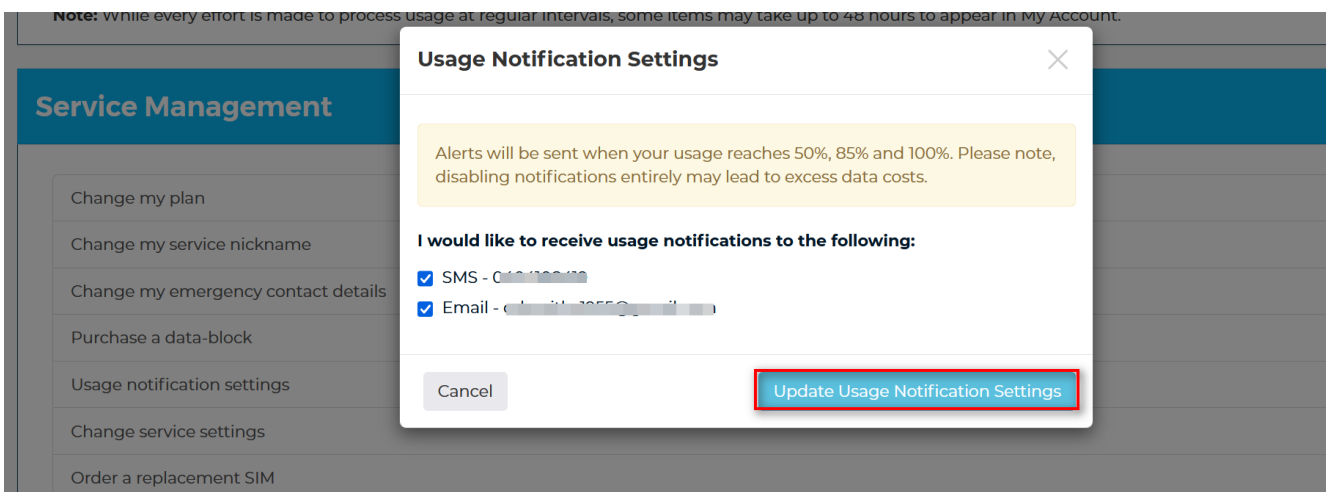 Note: While every effort is made to process usage at regular intervals, some items may take up to 48 hours to appear in My Account.
Usage Notification Settings
Service Management
Alerts will be sent when your usage reaches 50%, 85% and 100%. Please note,
disabling notifications entirely may lead to excess data costs.
Change my plan
Change my service nickname
Change my emergency contact details
Purchase a data-block
Usage notification settings
Change service settings
Order a replacement SIM
I would like to receive usage notifications to the following:
SMS -
Email -
Cancel
Update Usage Notification Settings